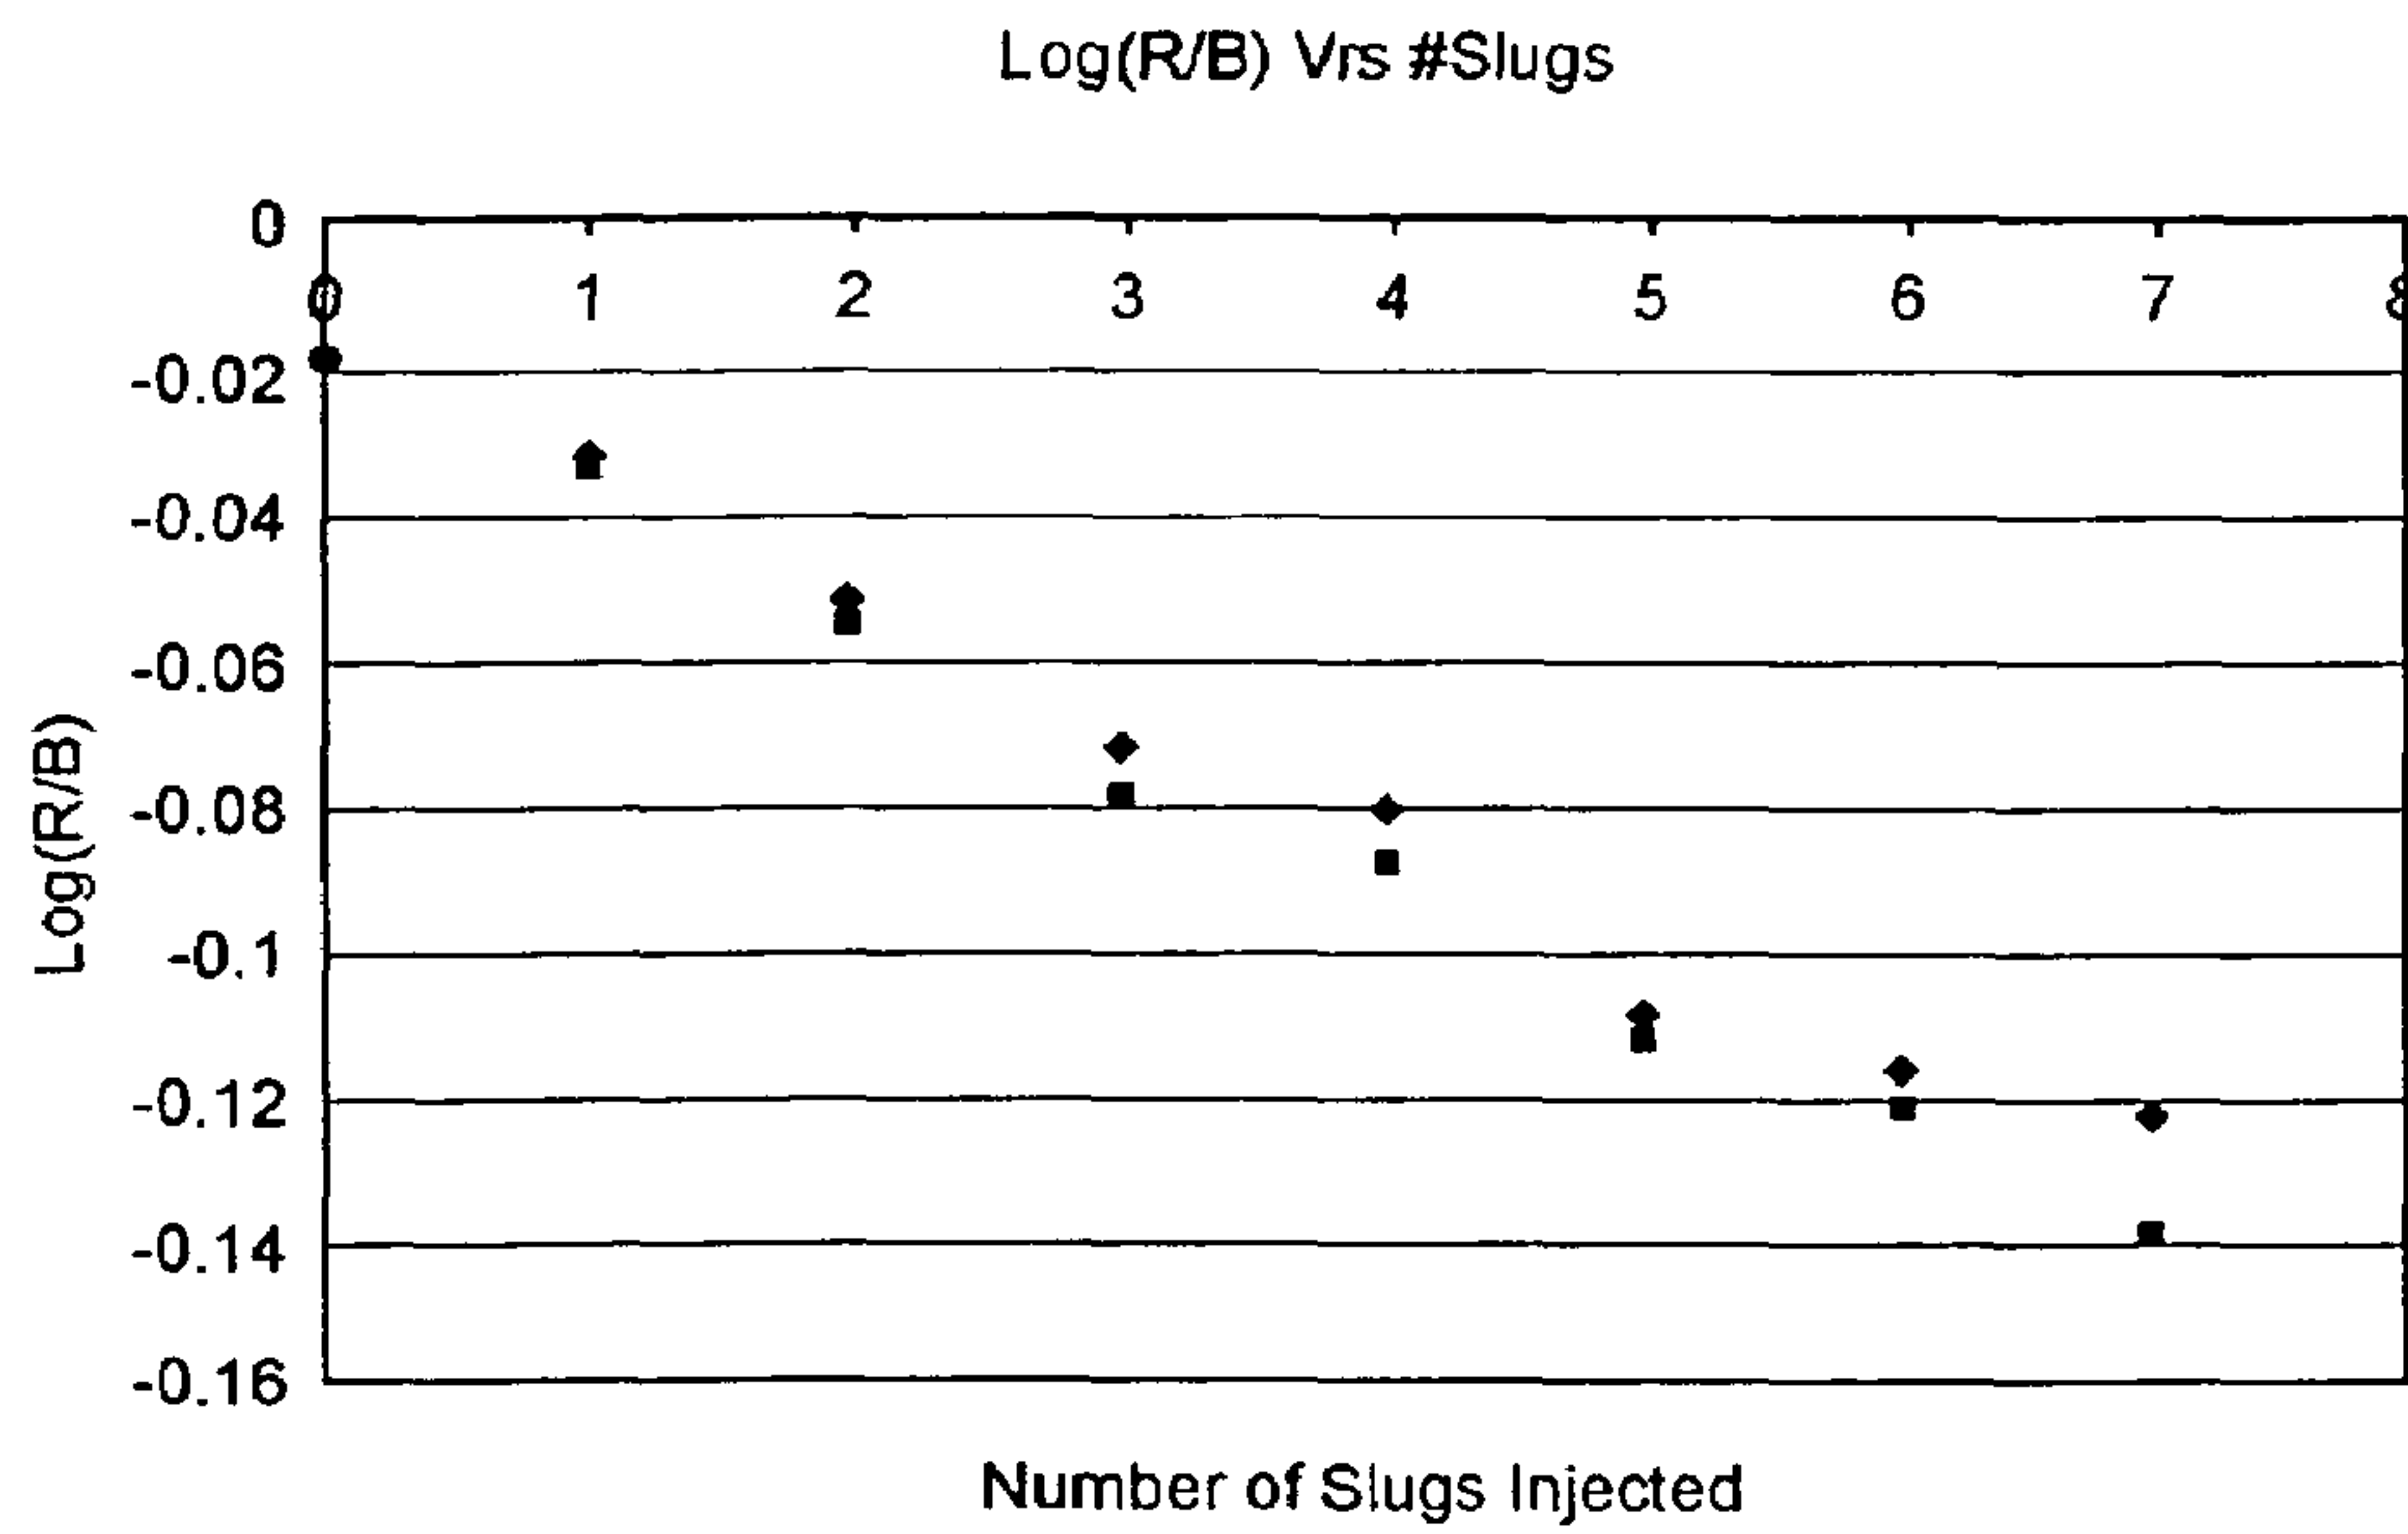 Log(R/B) Vrs #Slugs
0
0 1 2 3 4 5 6 7 8
-0.02
-0.04
-0.06
-0.08
-0.1
-0.12
-0.14
-0.16
Log(R/B)
Number of Slugs Injected